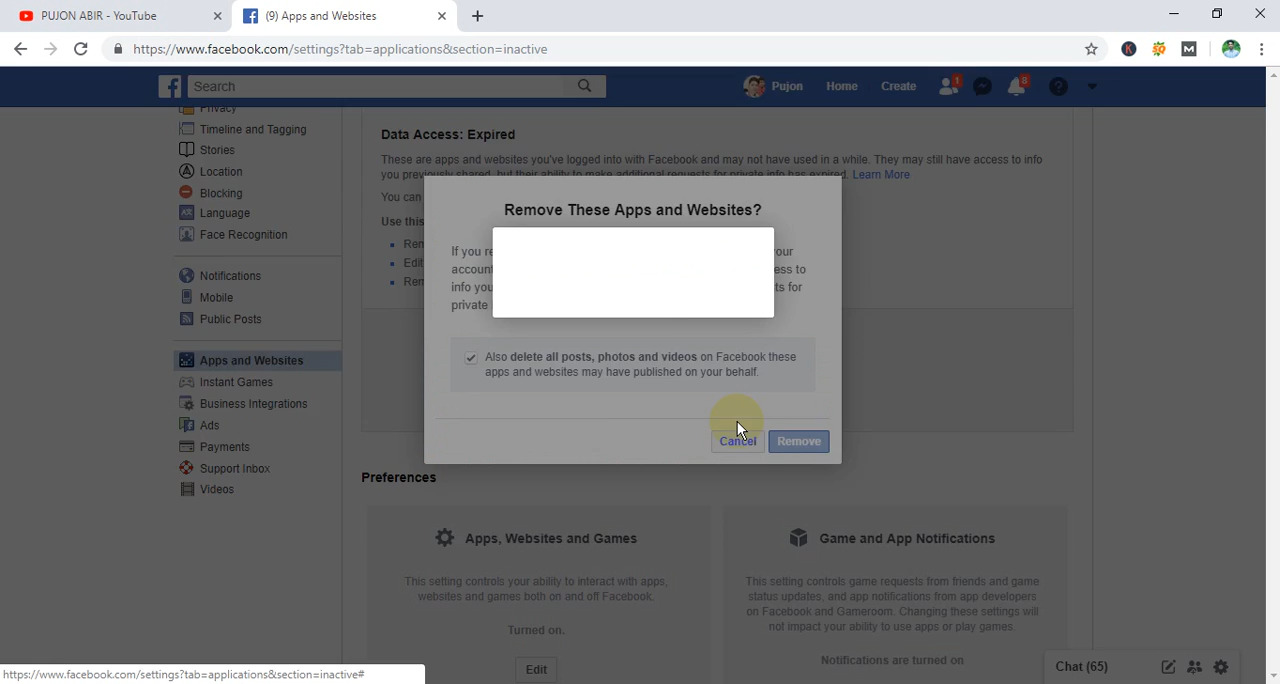 PUJON ABIR - YouTube
(9) Apps and Websites
https://www.facebook.com/settings?tab=applications&section=inactive
Search
Pujon
Home
Create
1
8
Privacy
Timeline and Tagging
Stories
Location
Blocking
Language
Face Recognition
Notifications
Mobile
Public Posts
Apps and Websites
Instant Games
Business Integrations
Ads
Payments
Support Inbox
Videos
Data Access: Expired
These are apps and websites you've logged into with Facebook and may not have used in a while. They may still have access to info
you previously shared, but their ability to make additional requests for private info has expired. Learn More
You can
Use this
Edit
Remove These Apps and Websites?
If you
account
info you
private
ess to
ts for
Also delete all posts, photos and videos on Facebook these
apps and websites may have published on your behalf.
Cancel
Remove
Preferences
Apps, Websites and Games
This setting controls your ability to interact with apps,
websites and games both on and off Facebook.
Turned on.
Edit
Game and App Notifications
This setting controls game requests from friends and game
status updates, and app notifications from app developers
on Facebook and Gameroom. Changing these settings will
not impact your ability to use apps or play games.
Notifications are turned on
Chat (65)
https://www.facebook.com/settings?tab=applications&section=inactive#